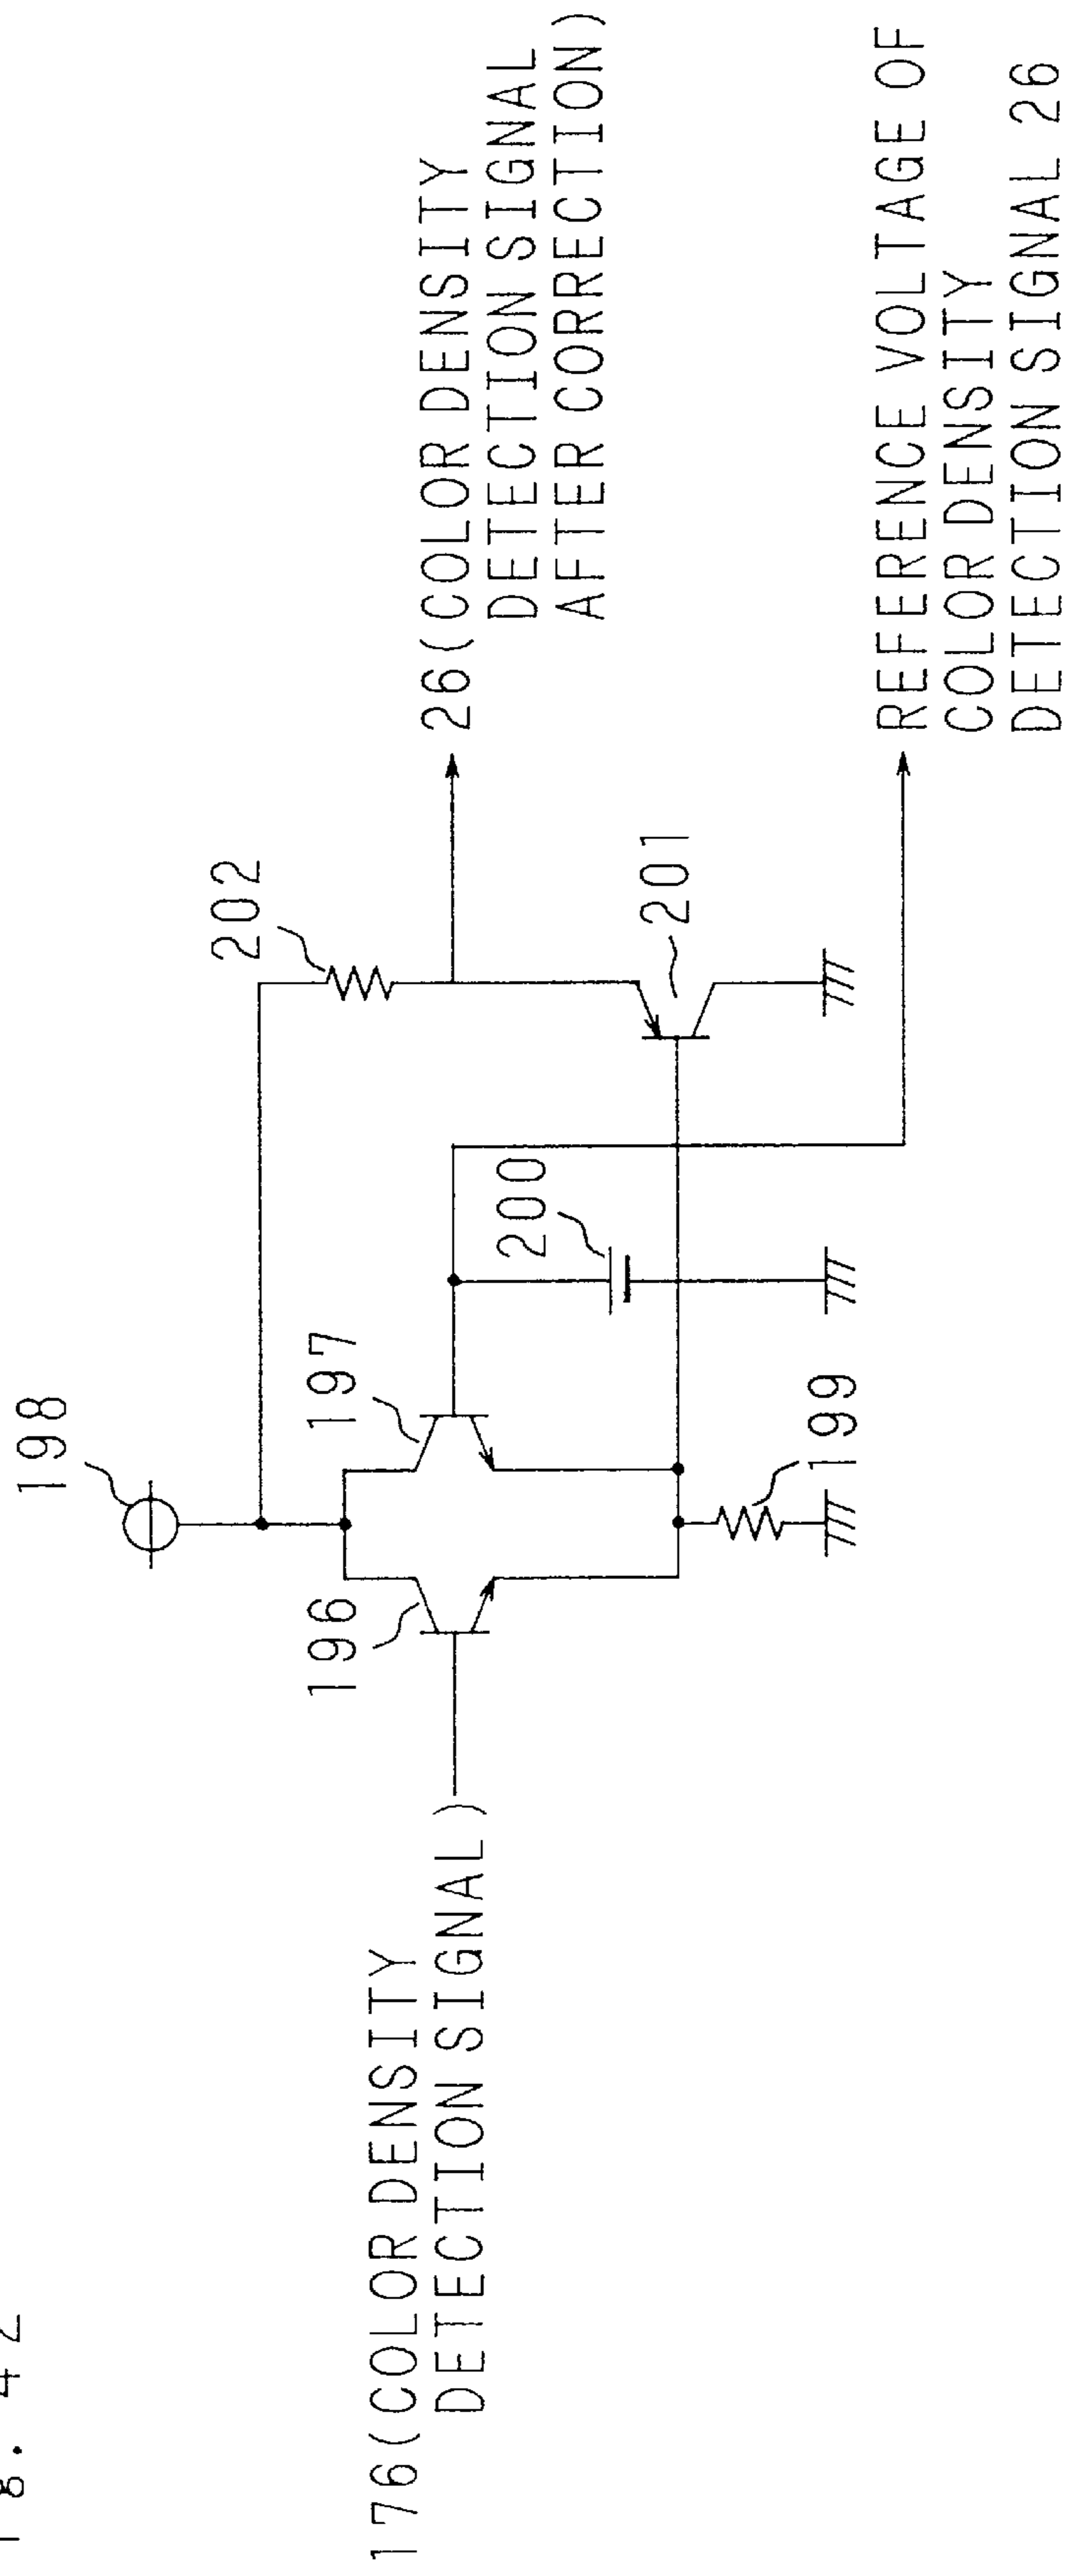 42
198
202
196
197
200
201
199
176(COLOR DENSITY
DETECTION SIGNAL)
26(COLOR DENSITY
DETECTION SIGNAL
AFTER CORRECTION)
REFERENCE VOLTAGE OF
COLOR DENSITY
DETECTION SIGNAL 26